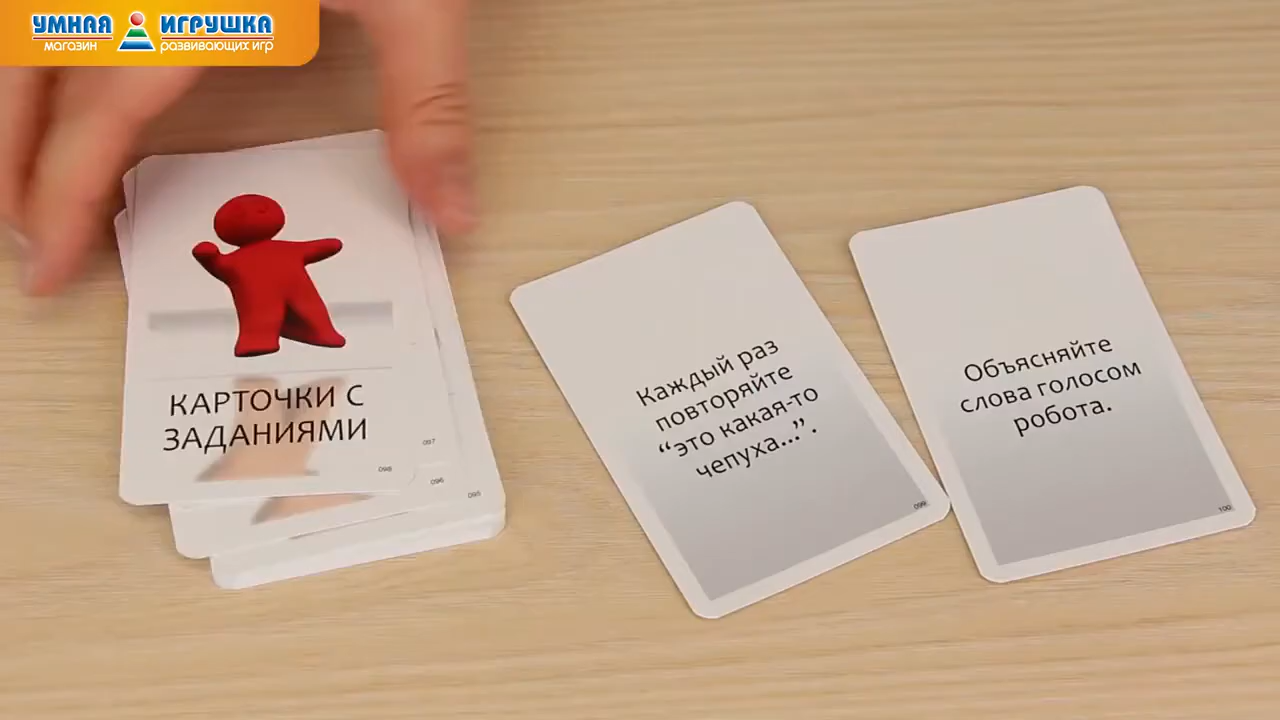 УМНАЯ ИГРУШКА
магазин развивающих игр
КАРТОЧКИ С
ЗАДАНИЯМИ
098
097
096
095
Каждый раз
повторяйте
“это какая-то
чепуха...”.
099
Объясняйте
слова голосом
робота.
100